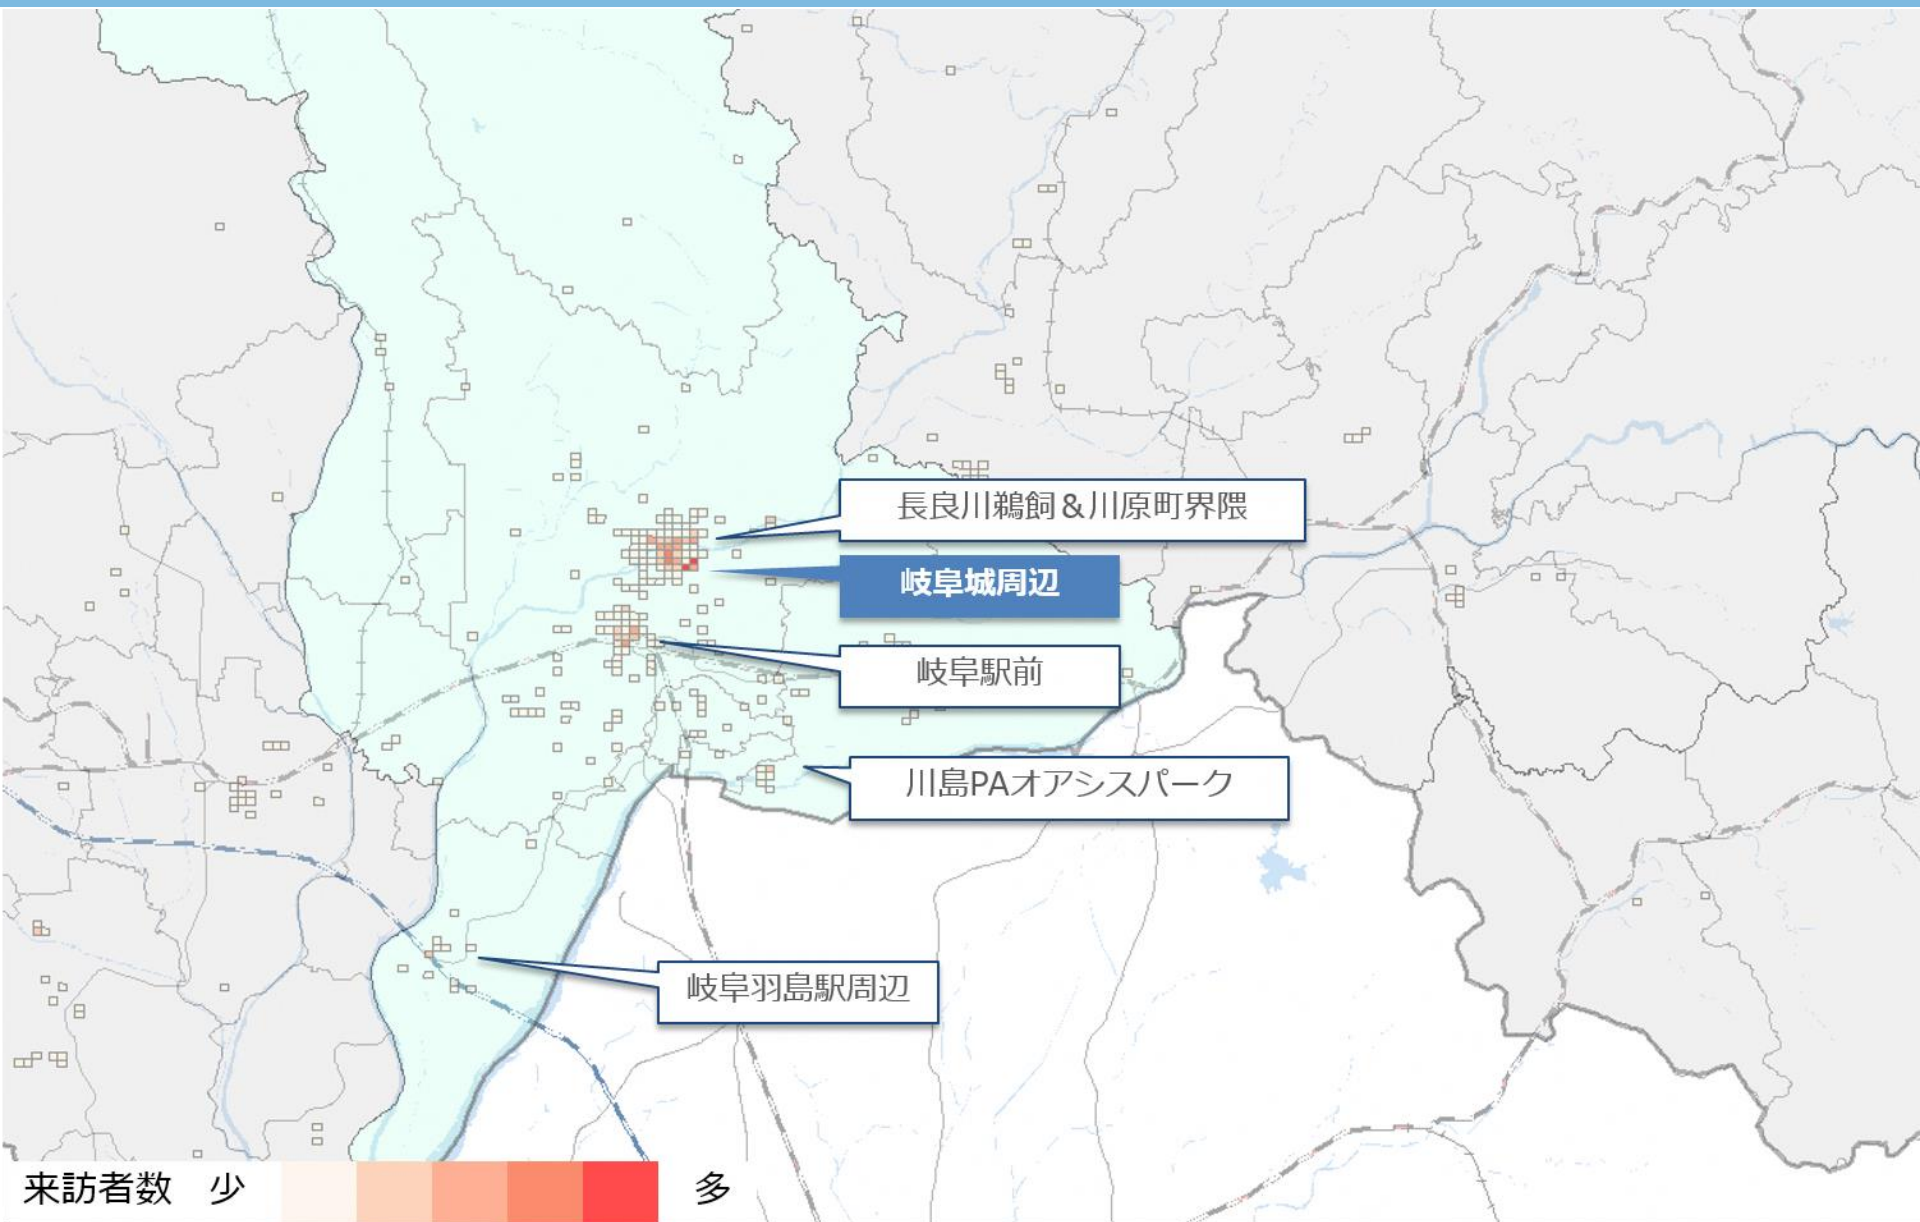 長良川鵜飼＆川原町界隈
岐阜城周辺
岐阜駅前
川島PAオアシスパーク
岐阜羽島駅周辺
来訪者数 少 多